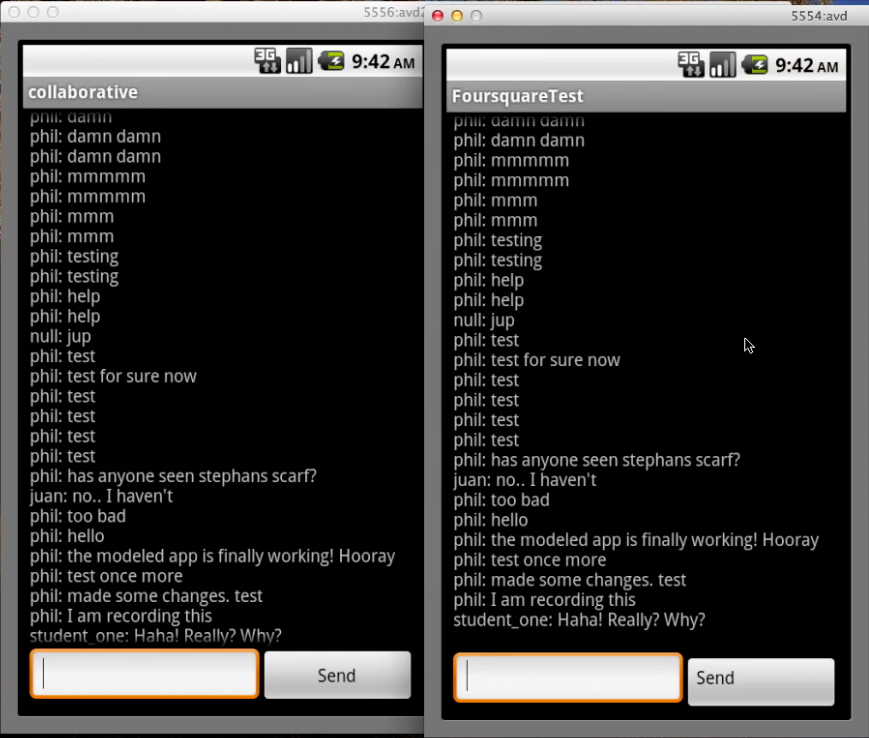 5556:avd2
3G 9:42 AM
collaborative
phil: damn
phil: damn damn
phil: damn damn
phil: mmmmm
phil: mmmmm
phil: mmm
phil: mmm
phil: testing
phil: testing
phil: help
phil: help
null: jup
phil: test
phil: test for sure now
phil: test
phil: test
phil: test
phil: test
phil: has anyone seen stephans scarf?
juan: no.. I haven't
phil: too bad
phil: hello
phil: the modeled app is finally working! Hooray
phil: test once more
phil: made some changes. test
phil: I am recording this
student_one: Haha! Really? Why?
Send
5554:avd
3G 9:42 AM
FoursquareTest
phil: damn damn
phil: damn damn
phil: mmmmm
phil: mmmmm
phil: mmm
phil: mmm
phil: testing
phil: testing
phil: help
phil: help
null: jup
phil: test
phil: test for sure now
phil: test
phil: test
phil: test
phil: test
phil: has anyone seen stephans scarf?
juan: no.. I haven't
phil: too bad
phil: hello
phil: the modeled app is finally working! Hooray
phil: test once more
phil: made some changes. test
phil: I am recording this
student_one: Haha! Really? Why?
Send